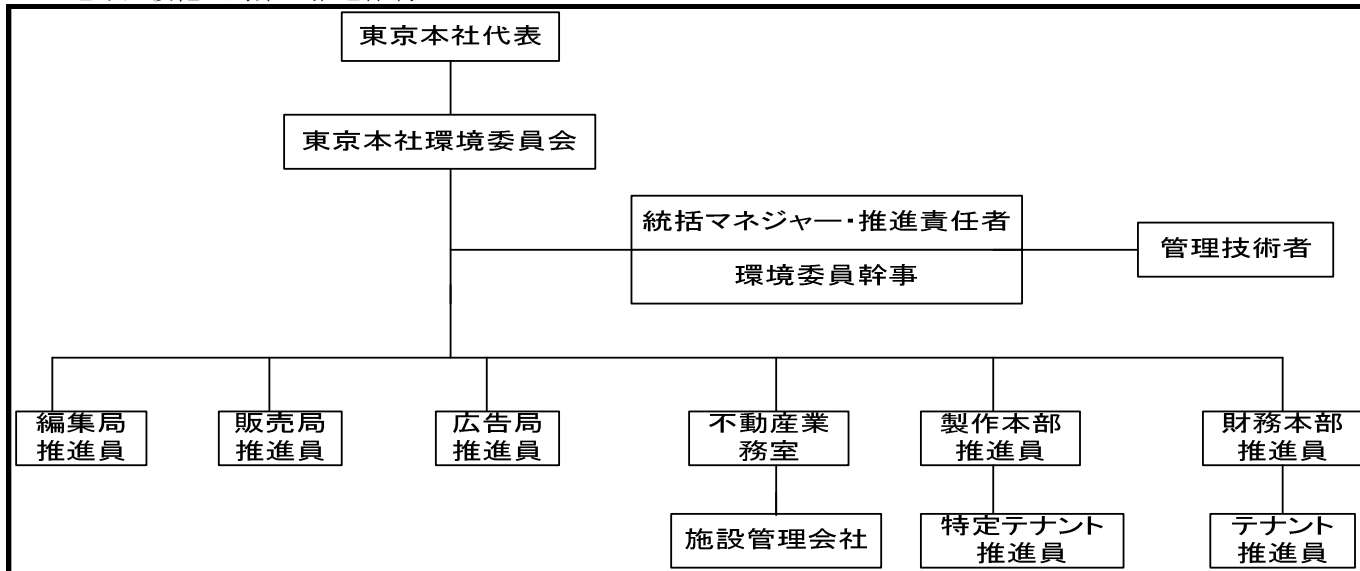 東京本社代表
東京本社環境委員会
統括マネジャー・推進責任者
環境委員幹事
管理技術者
編集局
推進員
販売局
推進員
広告局
推進員
不動産業
務室
製作本部
推進員
財務本部
推進員
施設管理会社
特定テナント
推進員
テナント
推進員